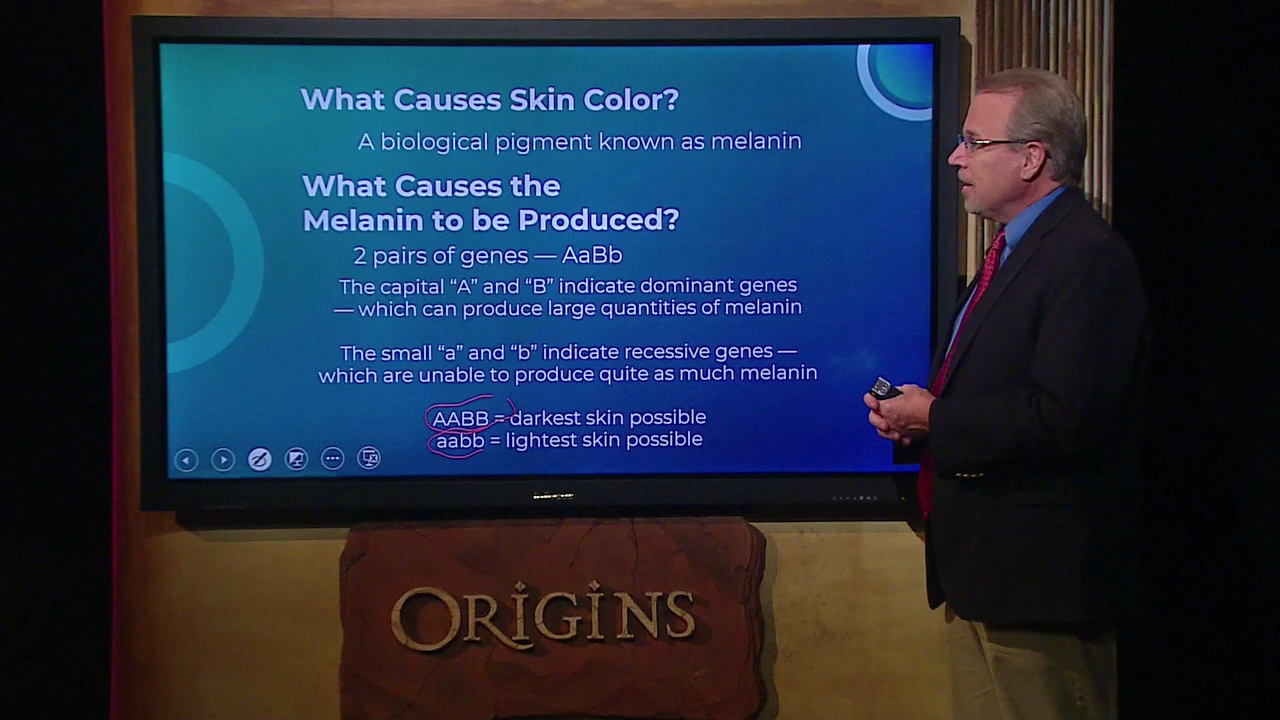 What Causes Skin Color?
A biological pigment known as melanin
What Causes the
Melanin to be Produced?
2 pairs of genes — AaBb
The capital “A” and “B” indicate dominant genes
— which can produce large quantities of melanin
The small “a” and “b” indicate recessive genes —
which are unable to produce quite as much melanin
AABB = darkest skin possible
aabb = lightest skin possible
ORIGINS